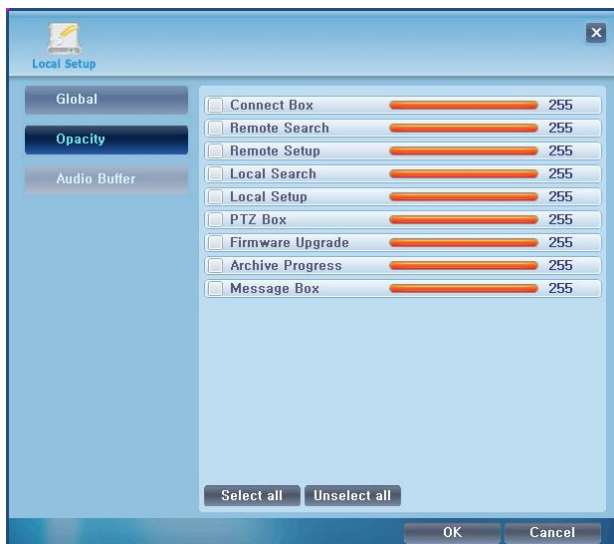 Local Setup
Global
Opacity
Audio Buffer
Connect Box 255
Remote Search 255
Remote Setup 255
Local Search 255
Local Setup 255
PTZ Box 255
Firmware Upgrade 255
Archive Progress 255
Message Box 255
Select all Unselect all
OK Cancel